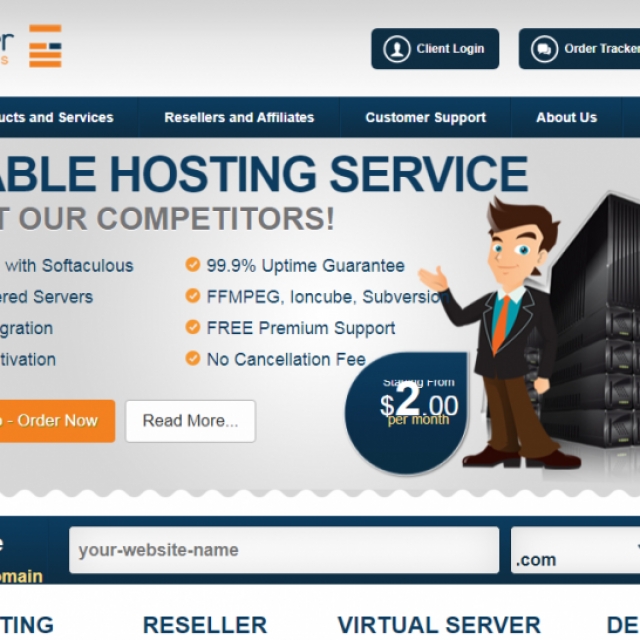 er
s
Client Login
Order Tracker
ucts and Services
Resellers and Affiliates
Customer Support
About Us
ABLE HOSTING SERVICE
T OUR COMPETITORS!
with Softaculous
99.9% Uptime Guarantee
ered Servers
FFMPEG, Ioncube, Subversion
gration
FREE Premium Support
tivation
No Cancellation Fee
Starting From
$2.00
per month
- Order Now
Read More...
e
your-website-name
.com
omain
TING
RESELLER
VIRTUAL SERVER
DE